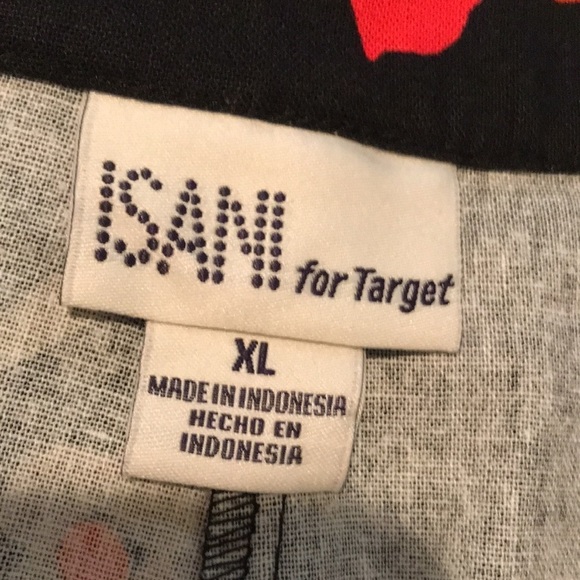 ISANI for Target
XL
MADE IN INDONESIA
HECHO EN
INDONESIA